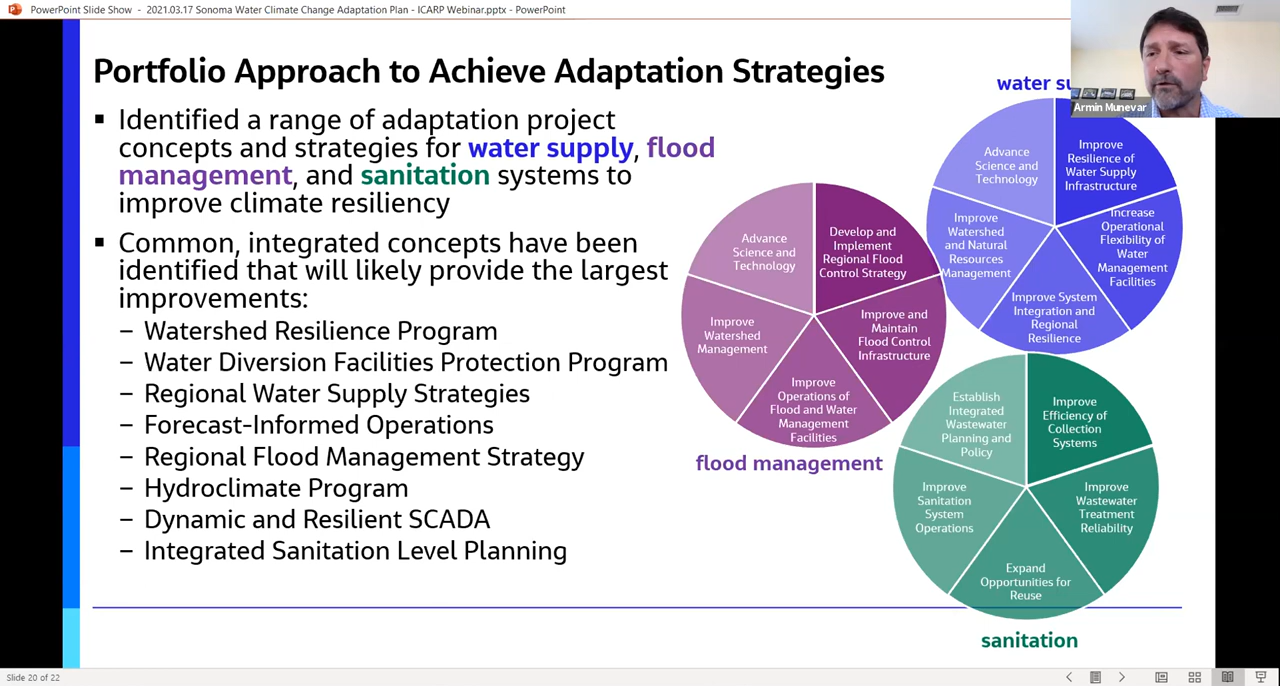 PowerPoint Slide Show - 2021.03.17 Sonoma Water Climate Change Adaptation Plan - ICARP Webinar.pptx - PowerPoint
Portfolio Approach to Achieve Adaptation Strategies
▪ Identified a range of adaptation project
concepts and strategies for water supply, flood
management, and sanitation systems to
improve climate resiliency
▪ Common, integrated concepts have been
identified that will likely provide the largest
improvements:
– Watershed Resilience Program
– Water Diversion Facilities Protection Program
– Regional Water Supply Strategies
– Forecast-Informed Operations
– Regional Flood Management Strategy
– Hydroclimate Program
– Dynamic and Resilient SCADA
– Integrated Sanitation Level Planning
Advance
Science and
Technology
Develop and
Implement
Regional Flood
Control Strategy
Improve
Watershed
Management
Improve and
Maintain
Flood Control
Infrastructure
Improve
Operations of
Flood and Water
Management
Facilities
flood management
water su
Armin Munevar
Advance
Science and
Technology
Improve
Resilience of
Water Supply
Infrastructure
Improve
Watershed
and Natural
Resources
Management
Increase
Operational
Flexibility of
Water
Management
Facilities
Improve System
Integration and
Regional
Resilience
Establish
Integrated
Wastewater
Planning and
Policy
Improve
Efficiency of
Collection
Systems
Improve
Sanitation
System
Operations
Improve
Wastewater
Treatment
Reliability
Expand
Opportunities for
Reuse
sanitation
Slide 20 of 22